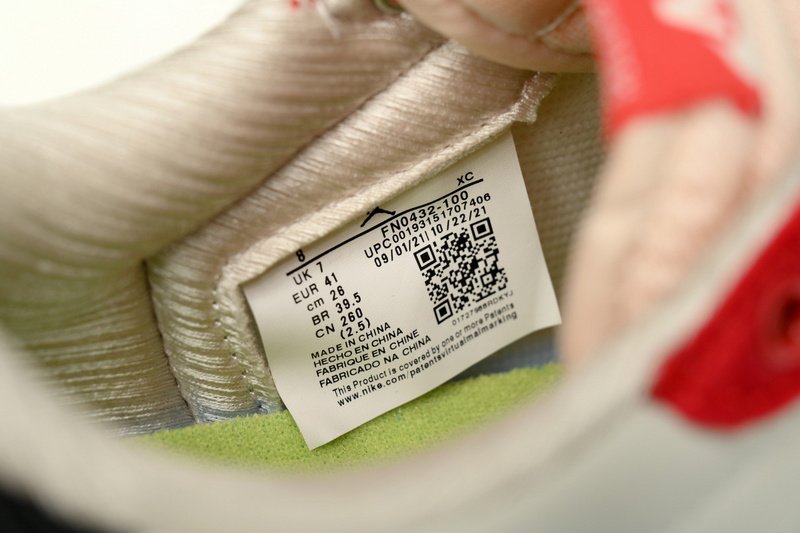 8
XC
UK 7
EUR 41
cm 26
BR 39.5
CN 260
(2.5)
FN0432-100
UPC00193151707406
09/01/21 | 10/22/21
MADE IN CHINA
HECHO EN CHINA
FABRIQUE EN CHINE
FABRICADO NA CHINA
This Product is covered by one or more Patents
www.nike.com/patentsvirtualmarking